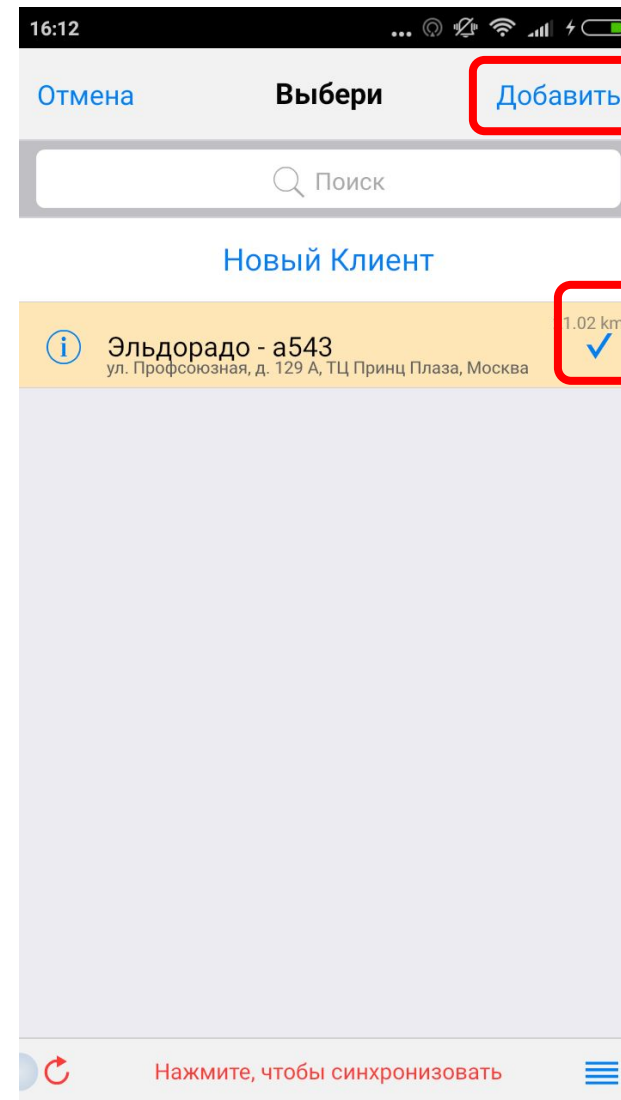 16:12
Отмена Выбери Добавить
Поиск
Новый Клиент
1.02 km
Эльдорадо - а543
ул. Профсоюзная, д. 129 А, ТЦ Принц Плаза, Москва
Нажмите, чтобы синхронизовать